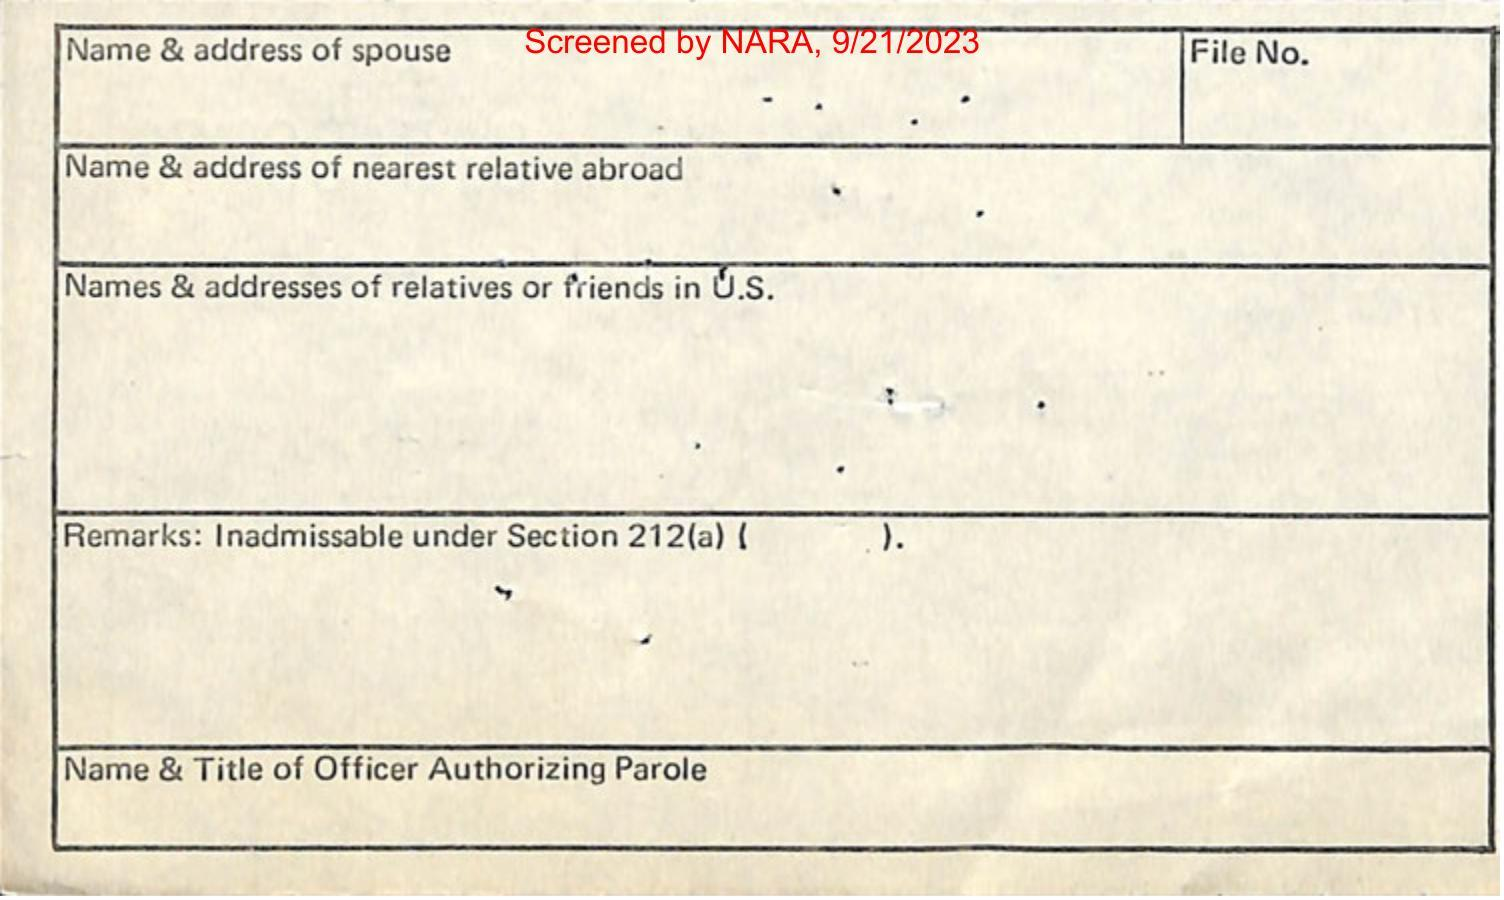 Screened by NARA, 9/21/2023
Name & address of spouse
File No.
Name & address of nearest relative abroad
Names & addresses of relatives or friends in U.S.
Remarks: Inadmissable under Section 212(a) ( ).
Name & Title of Officer Authorizing Parole